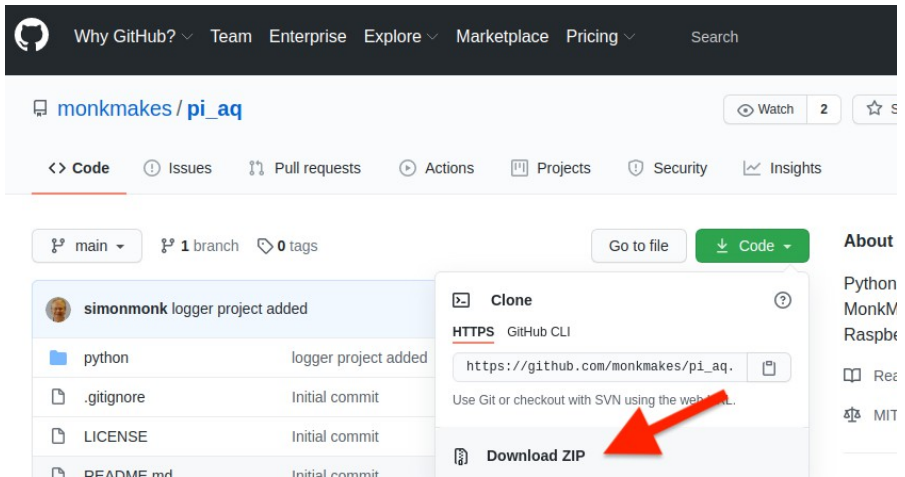 Why GitHub? Team Enterprise Explore Marketplace Pricing Search
monkmakes / pi_aq
Watch 2
Code Issues Pull requests Actions Projects Security Insights
main 1 branch 0 tags Go to file Code
About
simonmonk logger project added
Clone
HTTPS GitHub CLI
https://github.com/monkmakes/pi_aq.
Use Git or checkout with SVN using the web
Download ZIP
python logger project added
.gitignore Initial commit
LICENSE Initial commit
README.md Initial commit
Python
MIT